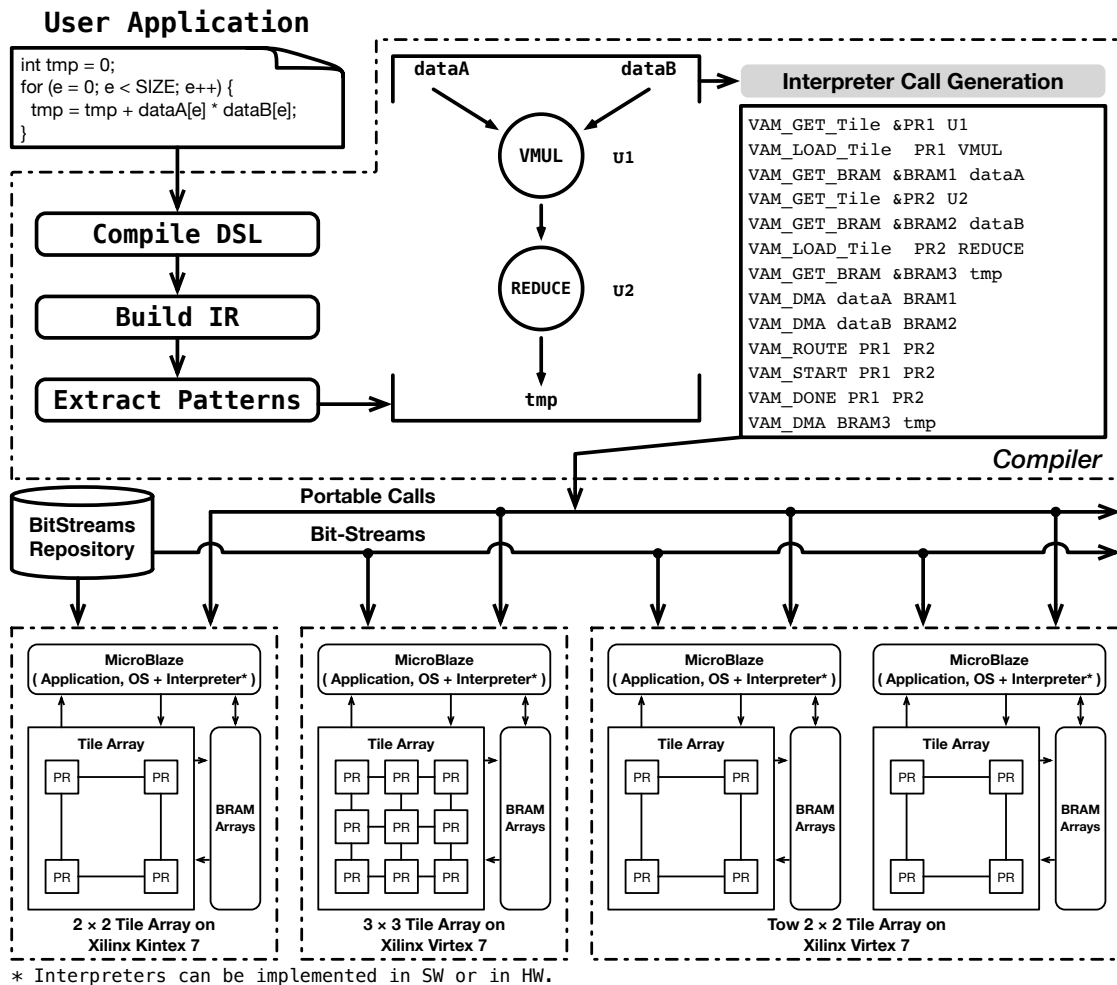 User Application
int tmp = 0;
for (e = 0; e < SIZE; e++) {
tmp = tmp + dataA[e] * dataB[e];
}
Compile DSL
Build IR
Extract Patterns
dataA dataB
VMUL U1
REDUCE U2
tmp
Interpreter Call Generation
VAM_GET_Tile &PR1 U1
VAM_LOAD_Tile PR1 VMUL
VAM_GET_BRAM &BRAM1 dataA
VAM_GET_Tile &PR2 U2
VAM_GET_BRAM &BRAM2 dataB
VAM_LOAD_Tile PR2 REDUCE
VAM_GET_BRAM &BRAM3 tmp
VAM_DMA dataA BRAM1
VAM_DMA dataB BRAM2
VAM_ROUTE PR1 PR2
VAM_START PR1 PR2
VAM_DONE PR1 PR2
VAM_DMA BRAM3 tmp
Compiler
BitStreams
Repository
Portable Calls
Bit-Streams
MicroBlaze
( Application, OS + Interpreter* )
Tile Array
PR PR
PR PR
BRAM
Arrays
2 × 2 Tile Array on
Xilinx Kintex 7
MicroBlaze
( Application, OS + Interpreter* )
Tile Array
PR PR PR
PR PR PR
PR PR PR
BRAM
Arrays
3 × 3 Tile Array on
Xilinx Virtex 7
MicroBlaze
( Application, OS + Interpreter* )
Tile Array
PR PR
PR PR
BRAM
Arrays
MicroBlaze
( Application, OS + Interpreter* )
Tile Array
PR PR
PR PR
BRAM
Arrays
Tow 2 × 2 Tile Array on
Xilinx Virtex 7
* Interpreters can be implemented in SW or in HW.